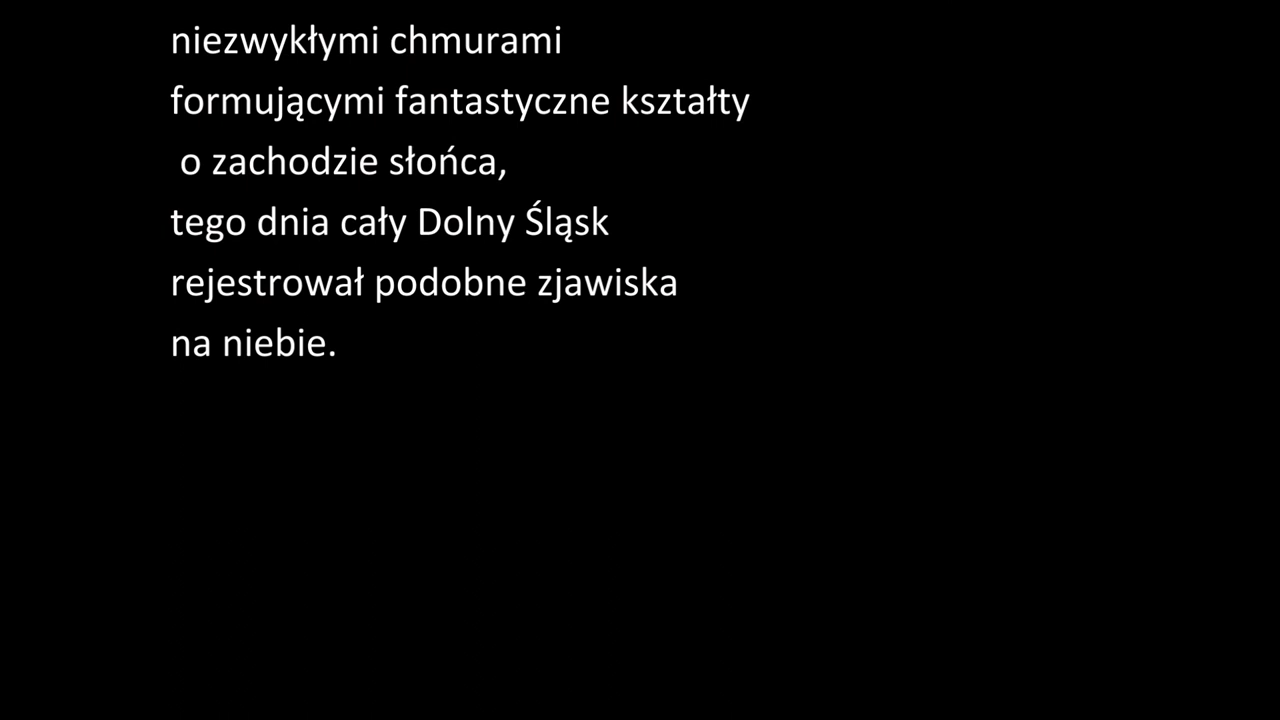 niezwykłymi chmurami
formującymi fantastyczne kształty
o zachodzie słońca,
tego dnia cały Dolny Śląsk
rejestrował podobne zjawiska
na niebie.